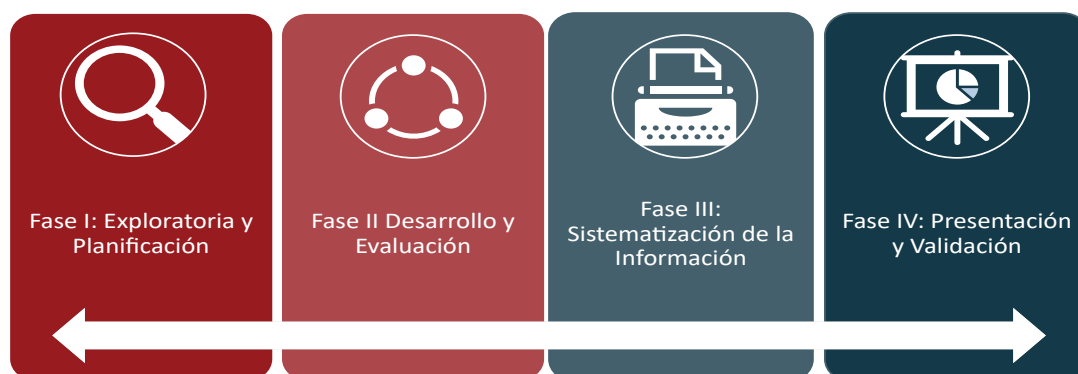 Fase I: Exploratoria y
Planificación
Fase II Desarrollo y
Evaluación
Fase III:
Sistematización de la
Información
Fase IV: Presentación
y Validación